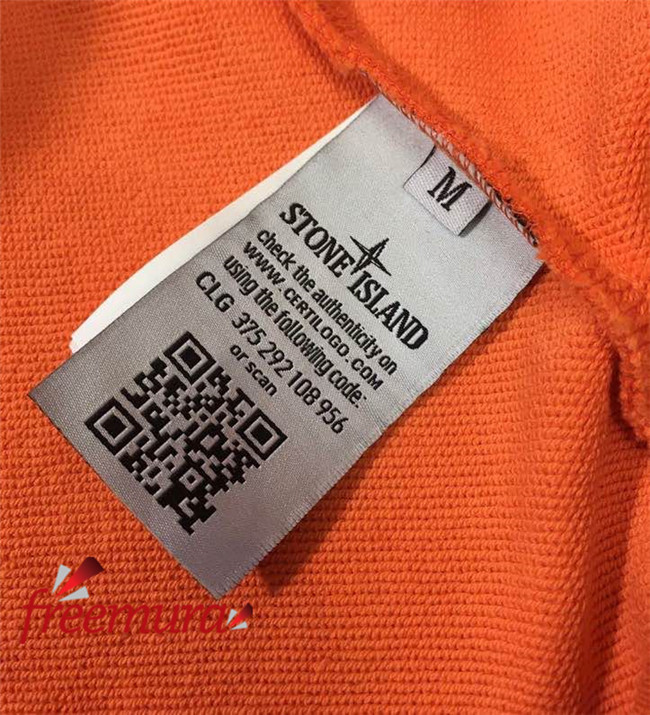 M
STONE ISLAND
check the authenticity on
WWW.CERTILOGO.COM
using the following code:
CLG 375 292 108 956
or scan
freemura